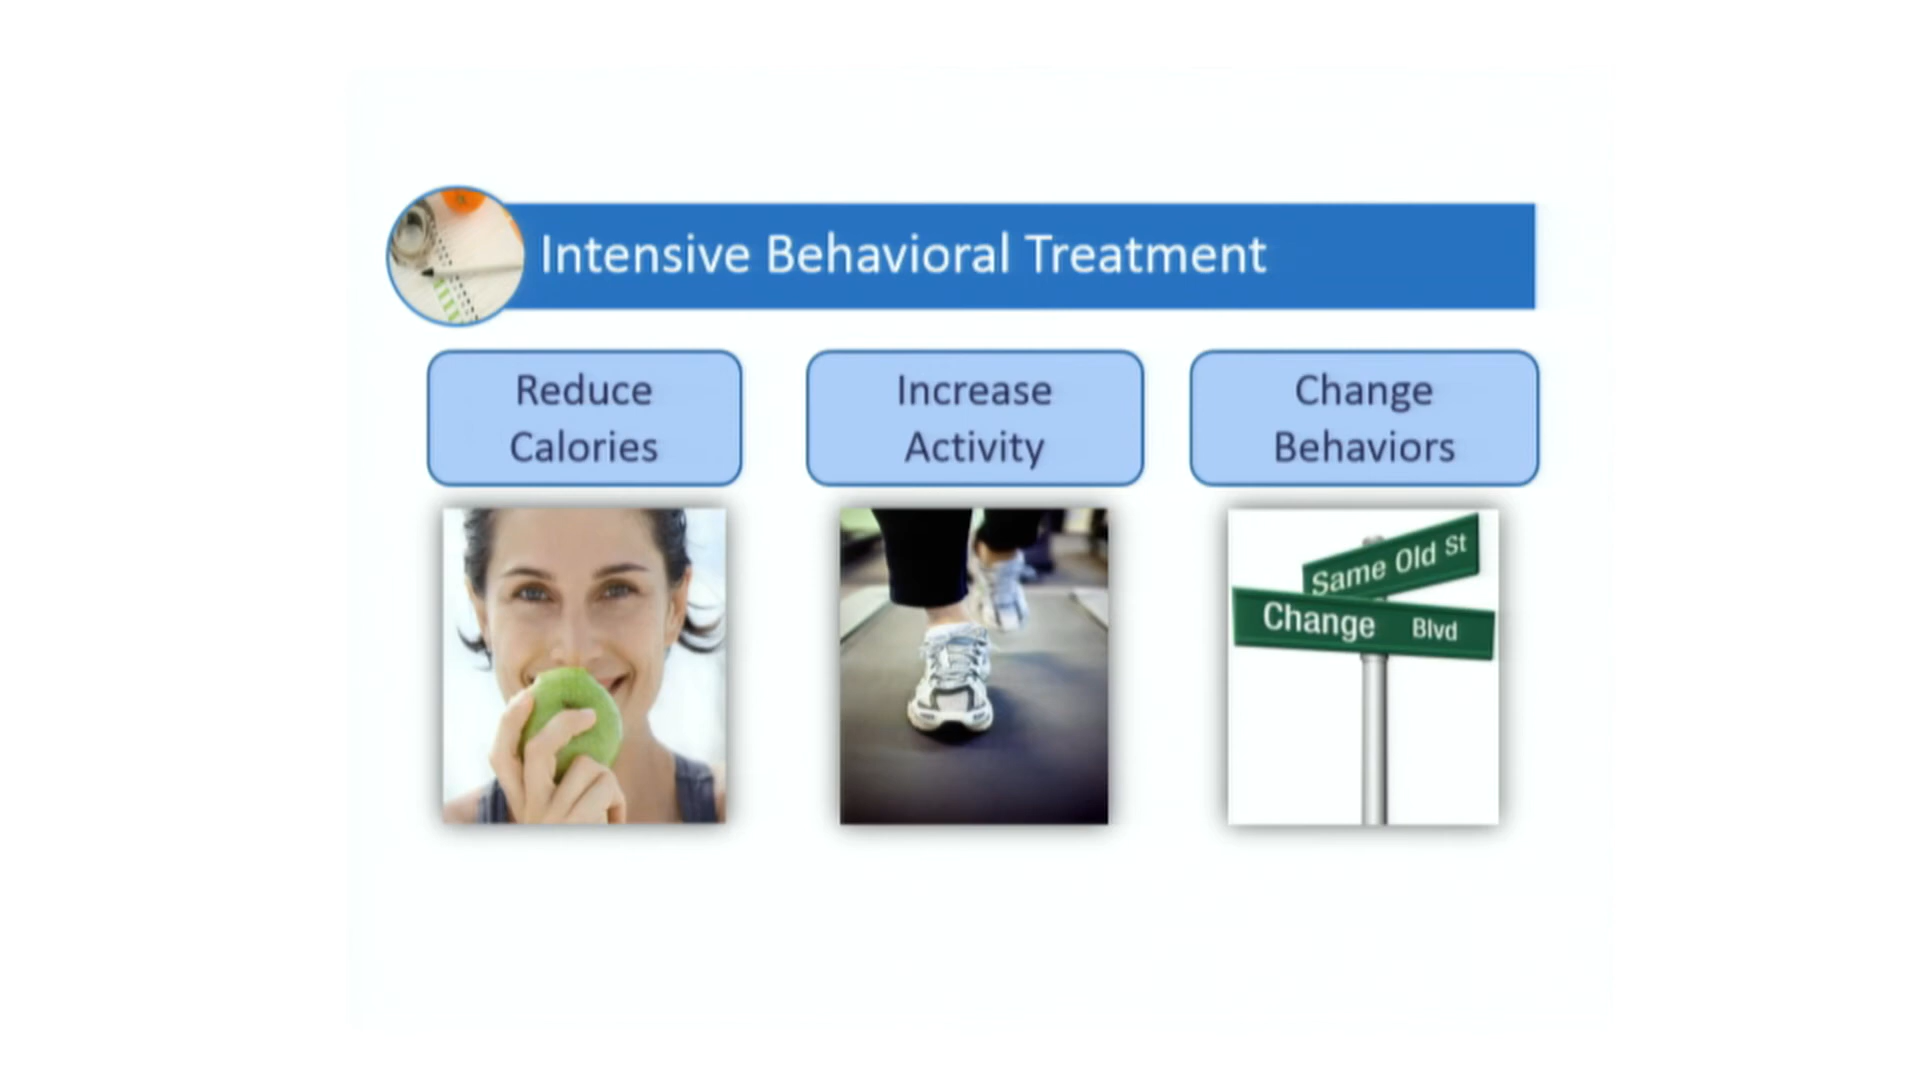 Intensive Behavioral Treatment
Reduce
Calories
Increase
Activity
Change
Behaviors
Same Old St
Change Blvd